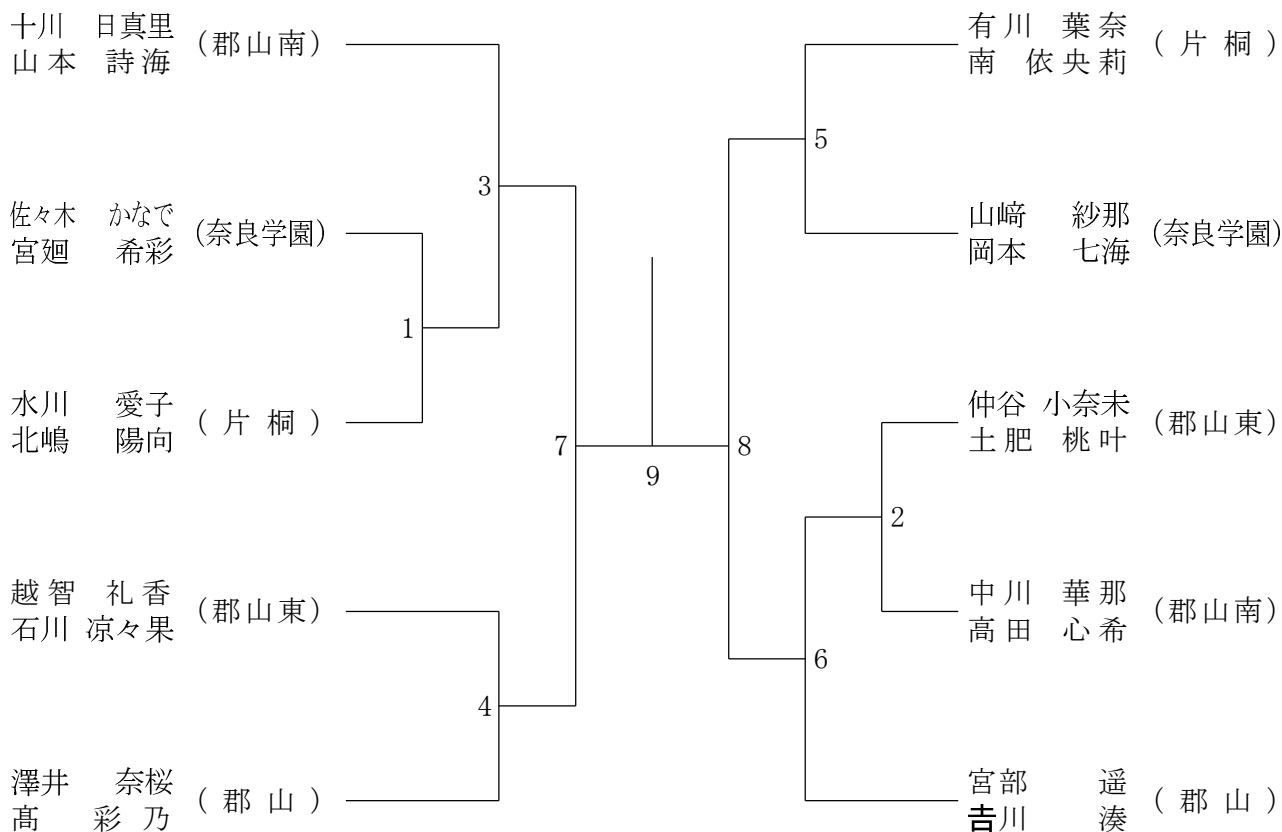 十川 日真里
山本 詩海
(郡山南)
3
佐々木 かなで
宮廻 希彩
(奈良学園)
1
水川 愛子
北嶋 陽向
(片桐)
7
越智 礼香
石川 凉々果
(郡山東)
4
澤井 奈桜
髙 彩乃
(郡山)
9
有川 葉奈
南 依央莉
(片桐)
5
山﨑 紗那
岡本 七海
(奈良学園)
8
仲谷 小奈未
土肥 桃叶
(郡山東)
2
中川 華那
高田 心希
(郡山南)
6
宮部 遥
𠮷川 湊
(郡山)